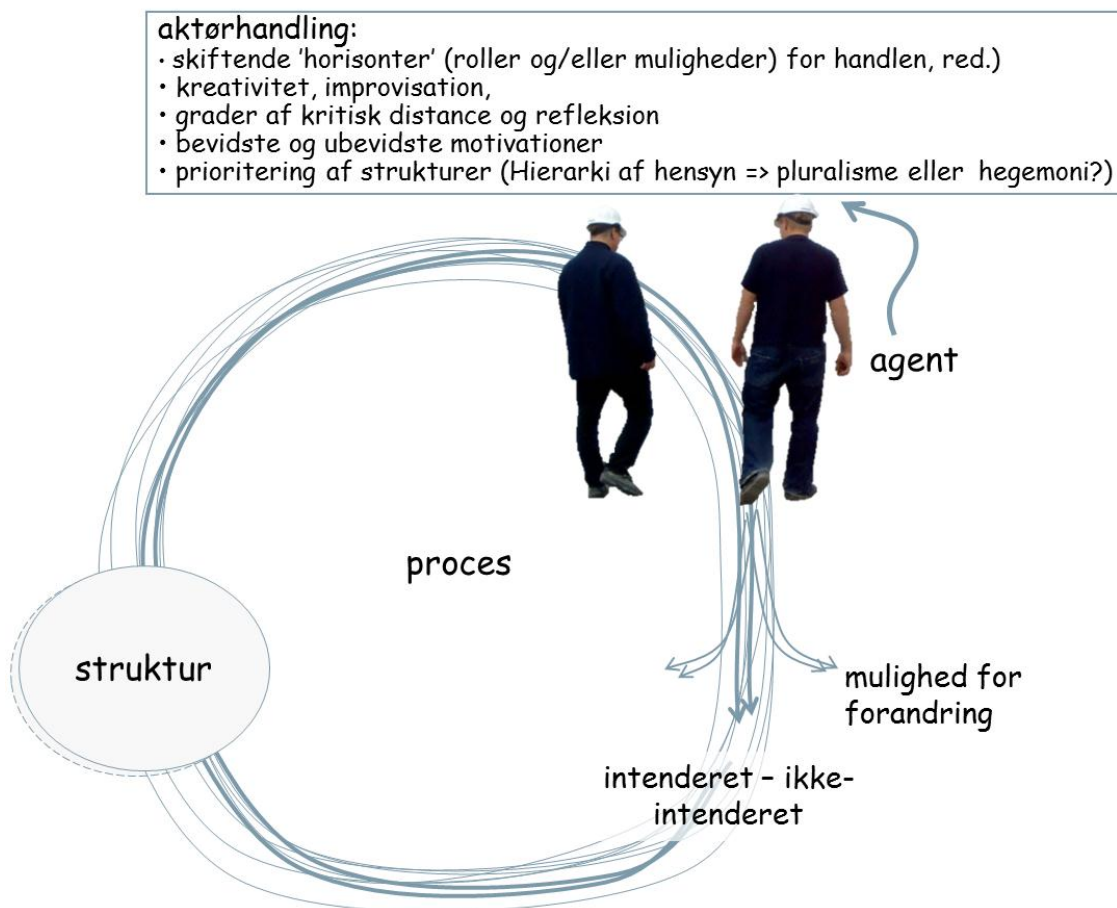 aktørhandling:
• skiftende ’horisonter’ (roller og/eller muligheder) for handlen, red.)
• kreativitet, improvisation,
• grader af kritisk distance og refleksion
• bevidste og ubevidste motivationer
• prioritering af strukturer (Hierarki af hensyn => pluralisme eller hegemoni?)
agent
proces
struktur
mulighed for
forandring
intenderet – ikke-
intenderet